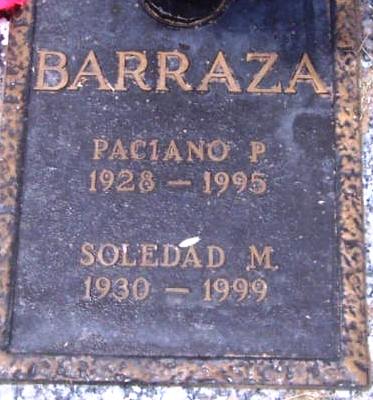 BARRAZA
PACIANO P.
1928 – 1995
SOLEDAD M.
1930 – 1999